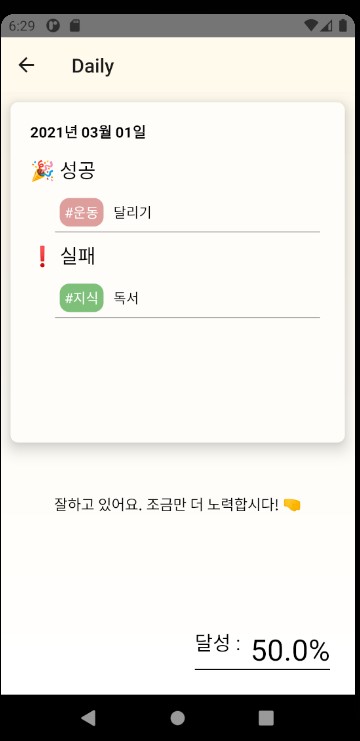 6:29
Daily
2021년 03월 01일
🎉 성공
#운동 달리기
❗ 실패
#지식 독서
잘하고 있어요. 조금만 더 노력합시다! 🤜
달성 : 50.0%